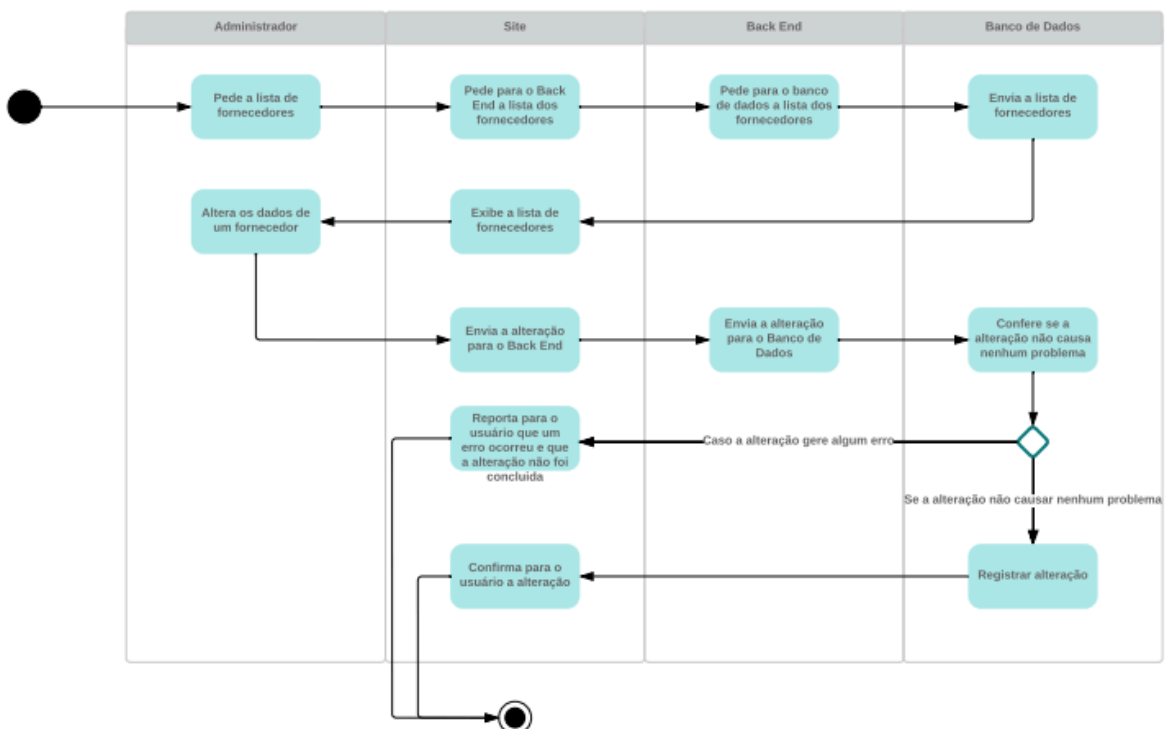 Administrador
Site
Back End
Banco de Dados
Pede a lista de
fornecedores
Pede para o Back
End a lista dos
fornecedores
Pede para o banco
de dados a lista dos
fornecedores
Envia a lista de
fornecedores
Altera os dados de
um fornecedor
Exibe a lista de
fornecedores
Envia a alteração
para o Back End
Envia a alteração
para o Banco de
Dados
Confere se a
alteração não causa
nenhum problema
Reporta para o
usuário que um
erro ocorreu e que
a alteração não foi
concluida
Caso a alteração gere algum erro
Se a alteração não causar nenhum problema
Confirma para o
usuário a alteração
Registrar alteração